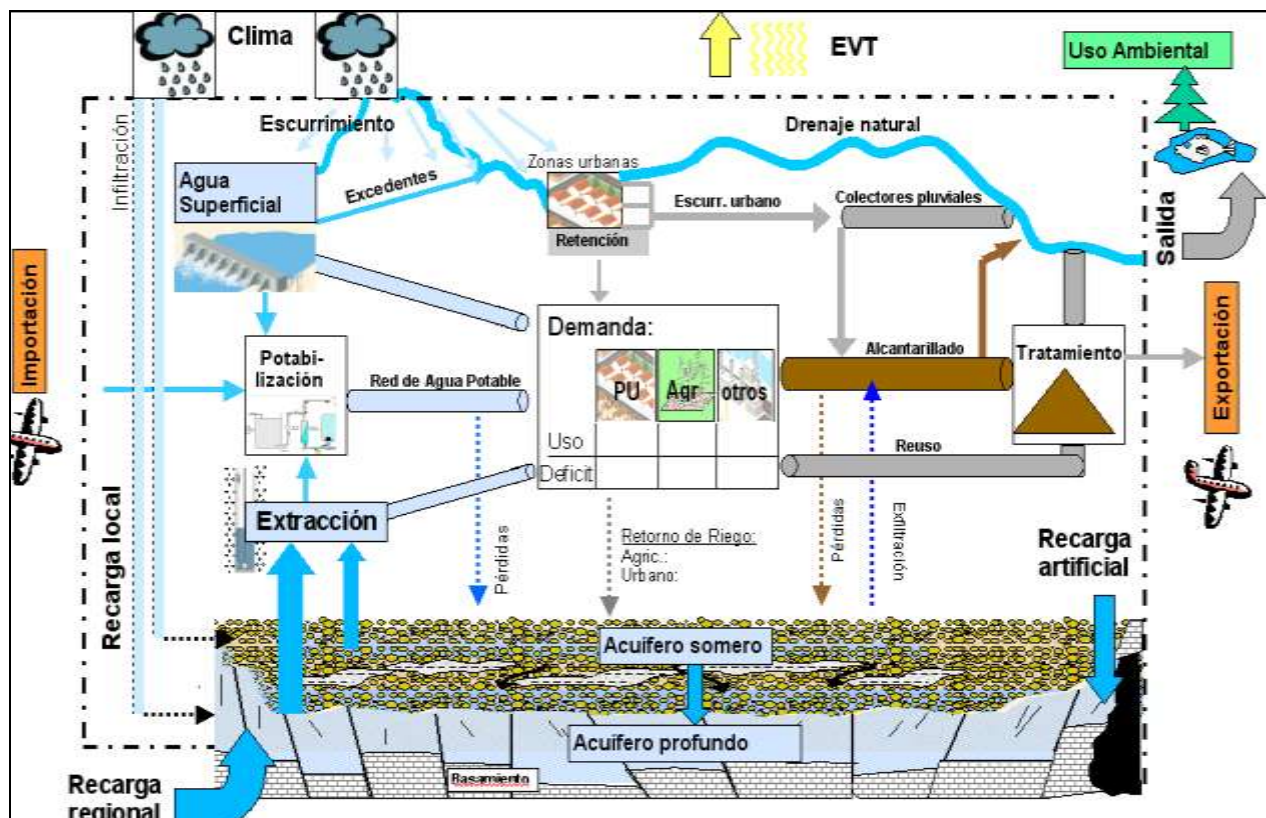 Clima
EVT
Uso Ambiental
Infiltración
Escurrimiento
Drenaje natural
Zonas urbanas
Agua
Superficial
Excedentes
Escurr. urbano
Colectores pluviales
Retención
Salida
Importación
Demanda:
Potabi-
lización
Red de Agua Potable
PU
Agr
otros
Alcantarillado
Tratamiento
Exportación
Uso
Deficit
Reuso
Extracción
Recarga local
Pérdidas
Retorno de Riego:
Agric.:
Urbano:
Pérdidas
Exfiltración
Recarga
artificial
Acuifero somero
Acuifero profundo
Basamiento
Recarga
regional